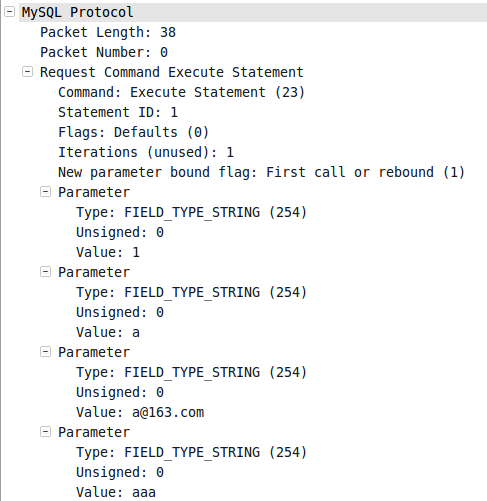 MySQL Protocol
Packet Length: 38
Packet Number: 0
Request Command Execute Statement
Command: Execute Statement (23)
Statement ID: 1
Flags: Defaults (0)
Iterations (unused): 1
New parameter bound flag: First call or rebound (1)
Parameter
Type: FIELD_TYPE_STRING (254)
Unsigned: 0
Value: 1
Parameter
Type: FIELD_TYPE_STRING (254)
Unsigned: 0
Value: a
Parameter
Type: FIELD_TYPE_STRING (254)
Unsigned: 0
Value: a@163.com
Parameter
Type: FIELD_TYPE_STRING (254)
Unsigned: 0
Value: aaa